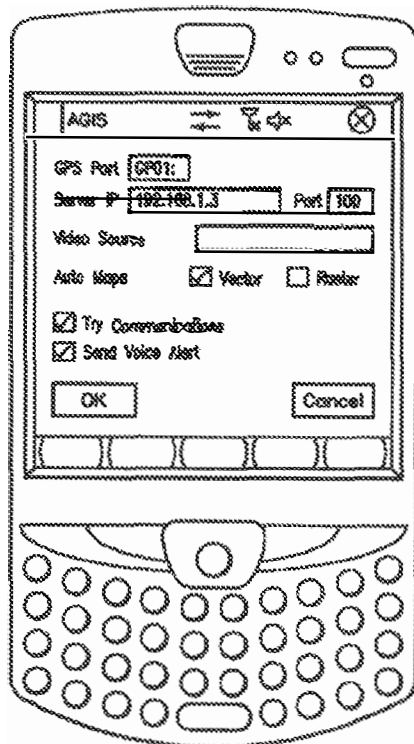 AGIS
GPS Port GP01:
Server IP 192.168.1.3 Port 100
Video Source
Auto Maps Vector Raster
Try Communications
Send Voice Alert
OK Cancel